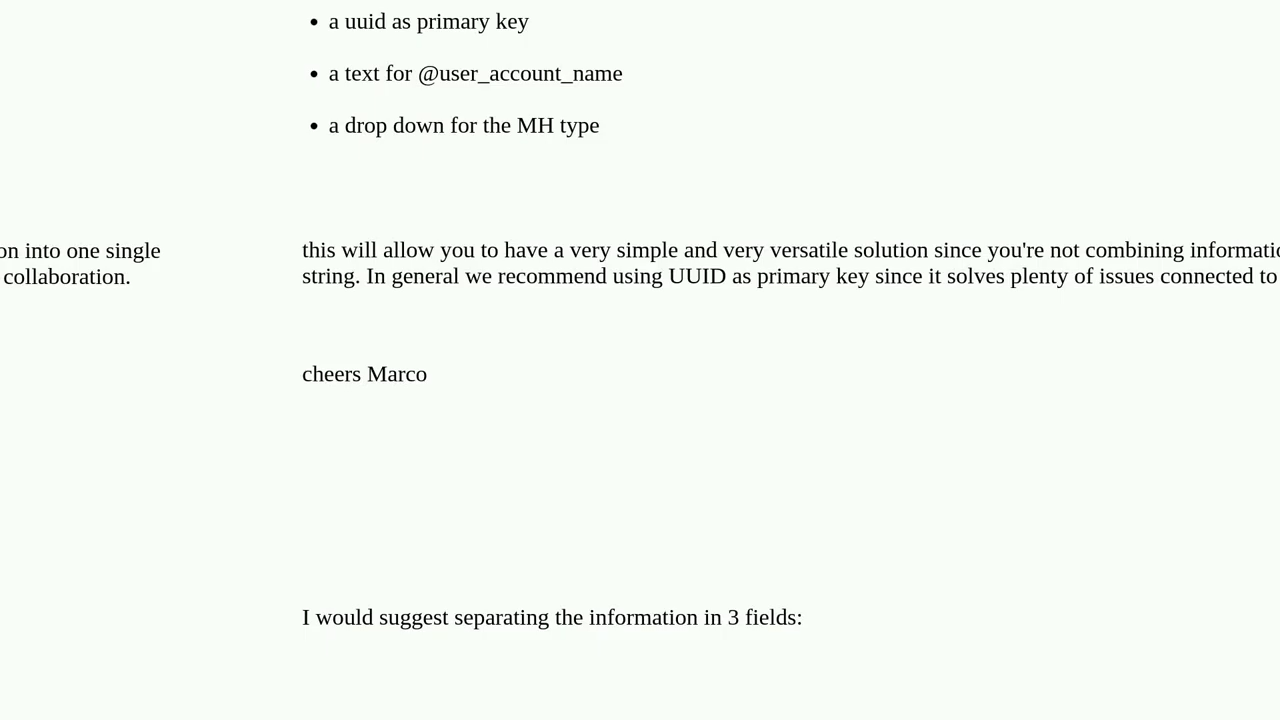 a uuid as primary key
a text for @user_account_name
a drop down for the MH type
on into one single
collaboration.
this will allow you to have a very simple and very versatile solution since you're not combining informatio
string. In general we recommend using UUID as primary key since it solves plenty of issues connected to
cheers Marco
I would suggest separating the information in 3 fields: